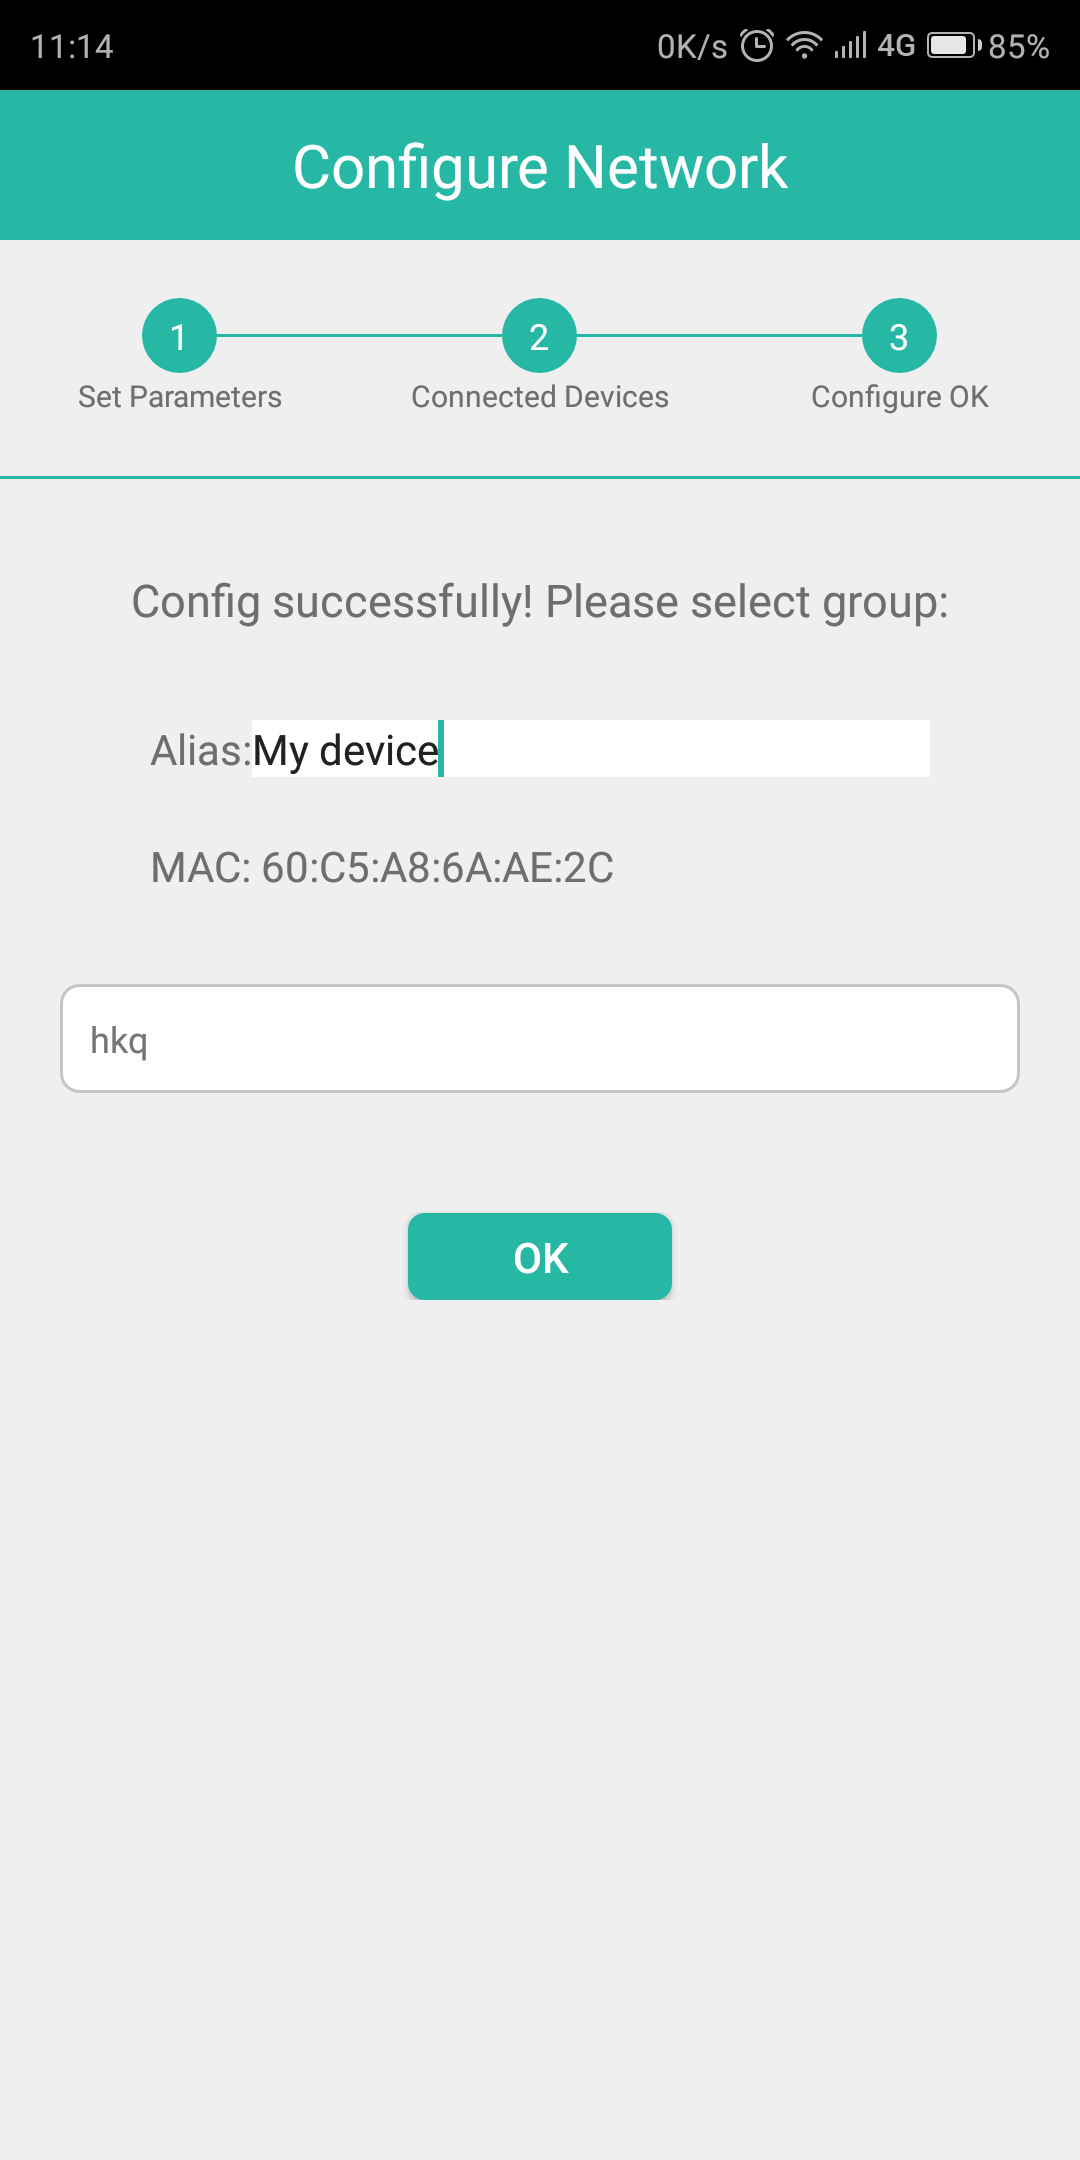 11:14 0K/s 4G 85%
Configure Network
1 2 3
Set Parameters Connected Devices Configure OK
Config successfully! Please select group:
Alias:My device
MAC: 60:C5:A8:6A:AE:2C
hkq
OK